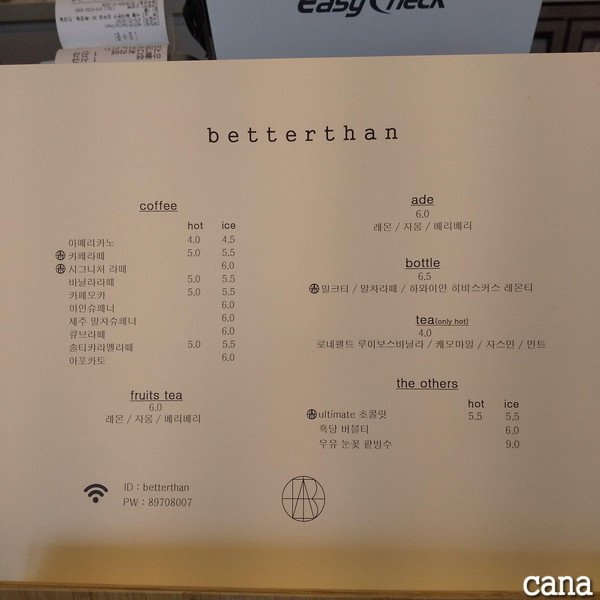 Easy Check
betterthan
coffee
hot ice
아메리카노 4.0 4.5
카페라떼 5.0 5.5
시그니처 라떼 6.0
바닐라라떼 5.0 5.5
카페모카 5.0 5.5
아인슈페너 6.0
제주 말차슈페너 6.0
큐브라떼 6.0
솔티카라멜라떼 5.0 5.5
아포카토 6.0
fruits tea
6.0
레몬 / 자몽 / 베리베리
ade
6.0
레몬 / 자몽 / 베리베리
bottle
6.5
밀크티 / 말차라떼 / 하와이안 히비스커스 레몬티
tea(only hot)
4.0
로네펠트 루이보스바닐라 / 케모마일 / 자스민 / 민트
the others
hot ice
ultimate 초콜릿 5.5 5.5
흑당 버블티 6.0
우유 눈꽃 팥빙수 9.0
ID : betterthan
PW : 89708007
cana